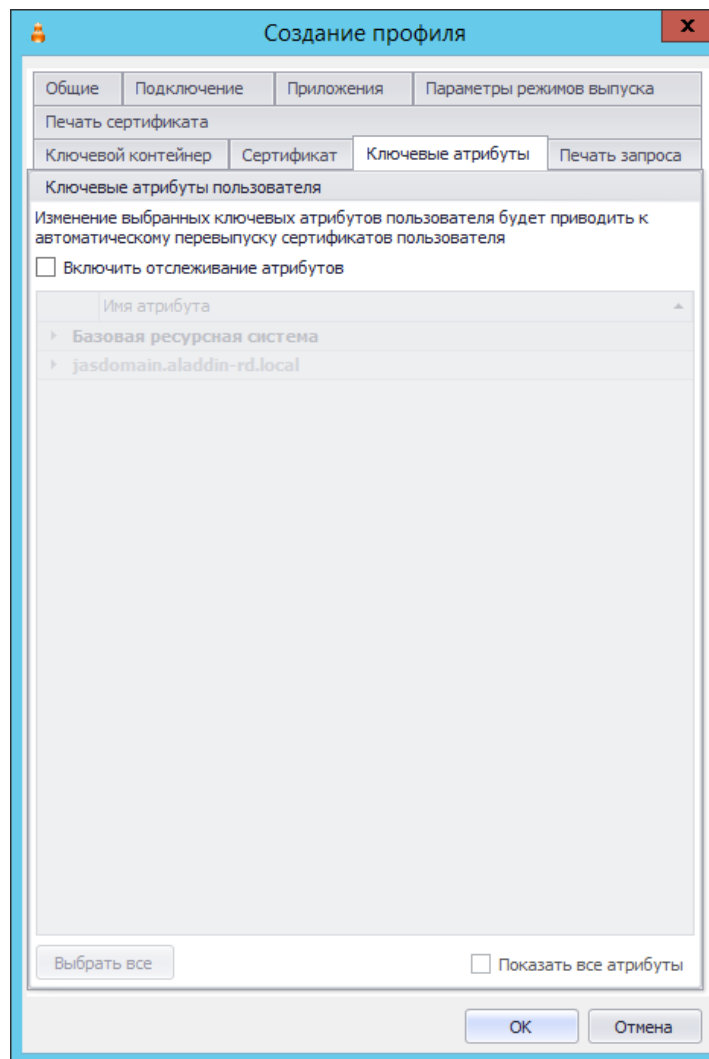 Создание профиля
x
Общие Подключение Приложения Параметры режимов выпуска
Печать сертификата
Ключевой контейнер Сертификат Ключевые атрибуты Печать запроса
Ключевые атрибуты пользователя
Изменение выбранных ключевых атрибутов пользователя будет приводить к
автоматическому перевыпуску сертификатов пользователя
Включить отслеживание атрибутов
Имя атрибута
Базовая ресурсная система
jasdomain.aladdin-rd.local
Выбрать все Показать все атрибуты
ОК Отмена